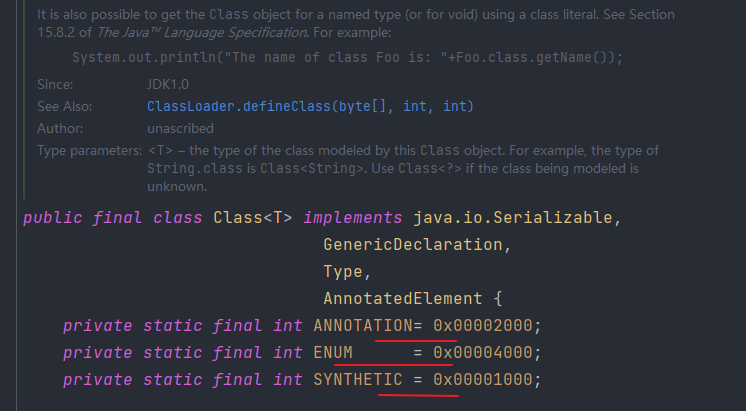 It is also possible to get the Class object for a named type (or for void) using a class literal. See Section
15.8.2 of The Java™ Language Specification. For example:
System.out.println("The name of class Foo is: "+Foo.class.getName());
Since: JDK1.0
See Also: ClassLoader.defineClass(byte[], int, int)
Author: unascribed
Type parameters: <T> – the type of the class modeled by this Class object. For example, the type of
String.class is Class<String>. Use Class<?> if the class being modeled is
unknown.
public final class Class<T> implements java.io.Serializable,
GenericDeclaration,
Type,
AnnotatedElement {
private static final int ANNOTATION= 0x00002000;
private static final int ENUM      = 0x00004000;
private static final int SYNTHETIC = 0x00001000;